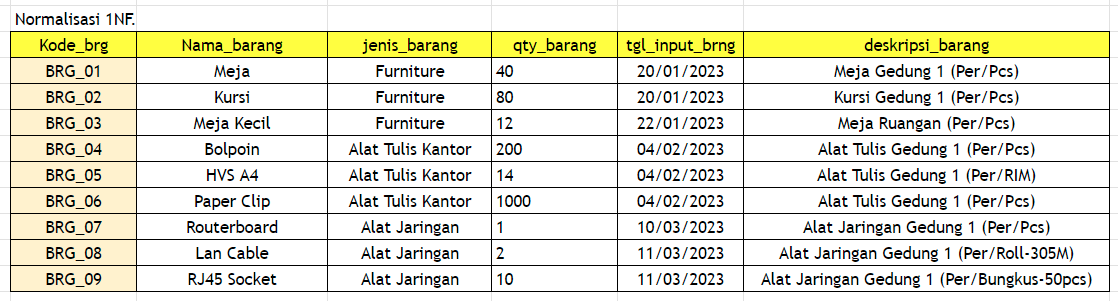 Normalisasi 1NF.
Kode_brg Nama_barang jenis_barang qty_barang tgl_input_brng deskripsi_barang
BRG_01 Meja Furniture 40 20/01/2023 Meja Gedung 1 (Per/Pcs)
BRG_02 Kursi Furniture 80 20/01/2023 Kursi Gedung 1 (Per/Pcs)
BRG_03 Meja Kecil Furniture 12 22/01/2023 Meja Ruangan (Per/Pcs)
BRG_04 Bolpoin Alat Tulis Kantor 200 04/02/2023 Alat Tulis Gedung 1 (Per/Pcs)
BRG_05 HVS A4 Alat Tulis Kantor 14 04/02/2023 Alat Tulis Gedung 1 (Per/RIM)
BRG_06 Paper Clip Alat Tulis Kantor 1000 04/02/2023 Alat Tulis Gedung 1 (Per/Pcs)
BRG_07 Routerboard Alat Jaringan 1 10/03/2023 Alat Jaringan Gedung 1 (Per/Pcs)
BRG_08 Lan Cable Alat Jaringan 2 11/03/2023 Alat Jaringan Gedung 1 (Per/Roll-305M)
BRG_09 RJ45 Socket Alat Jaringan 10 11/03/2023 Alat Jaringan Gedung 1 (Per/Bungkus-50pcs)